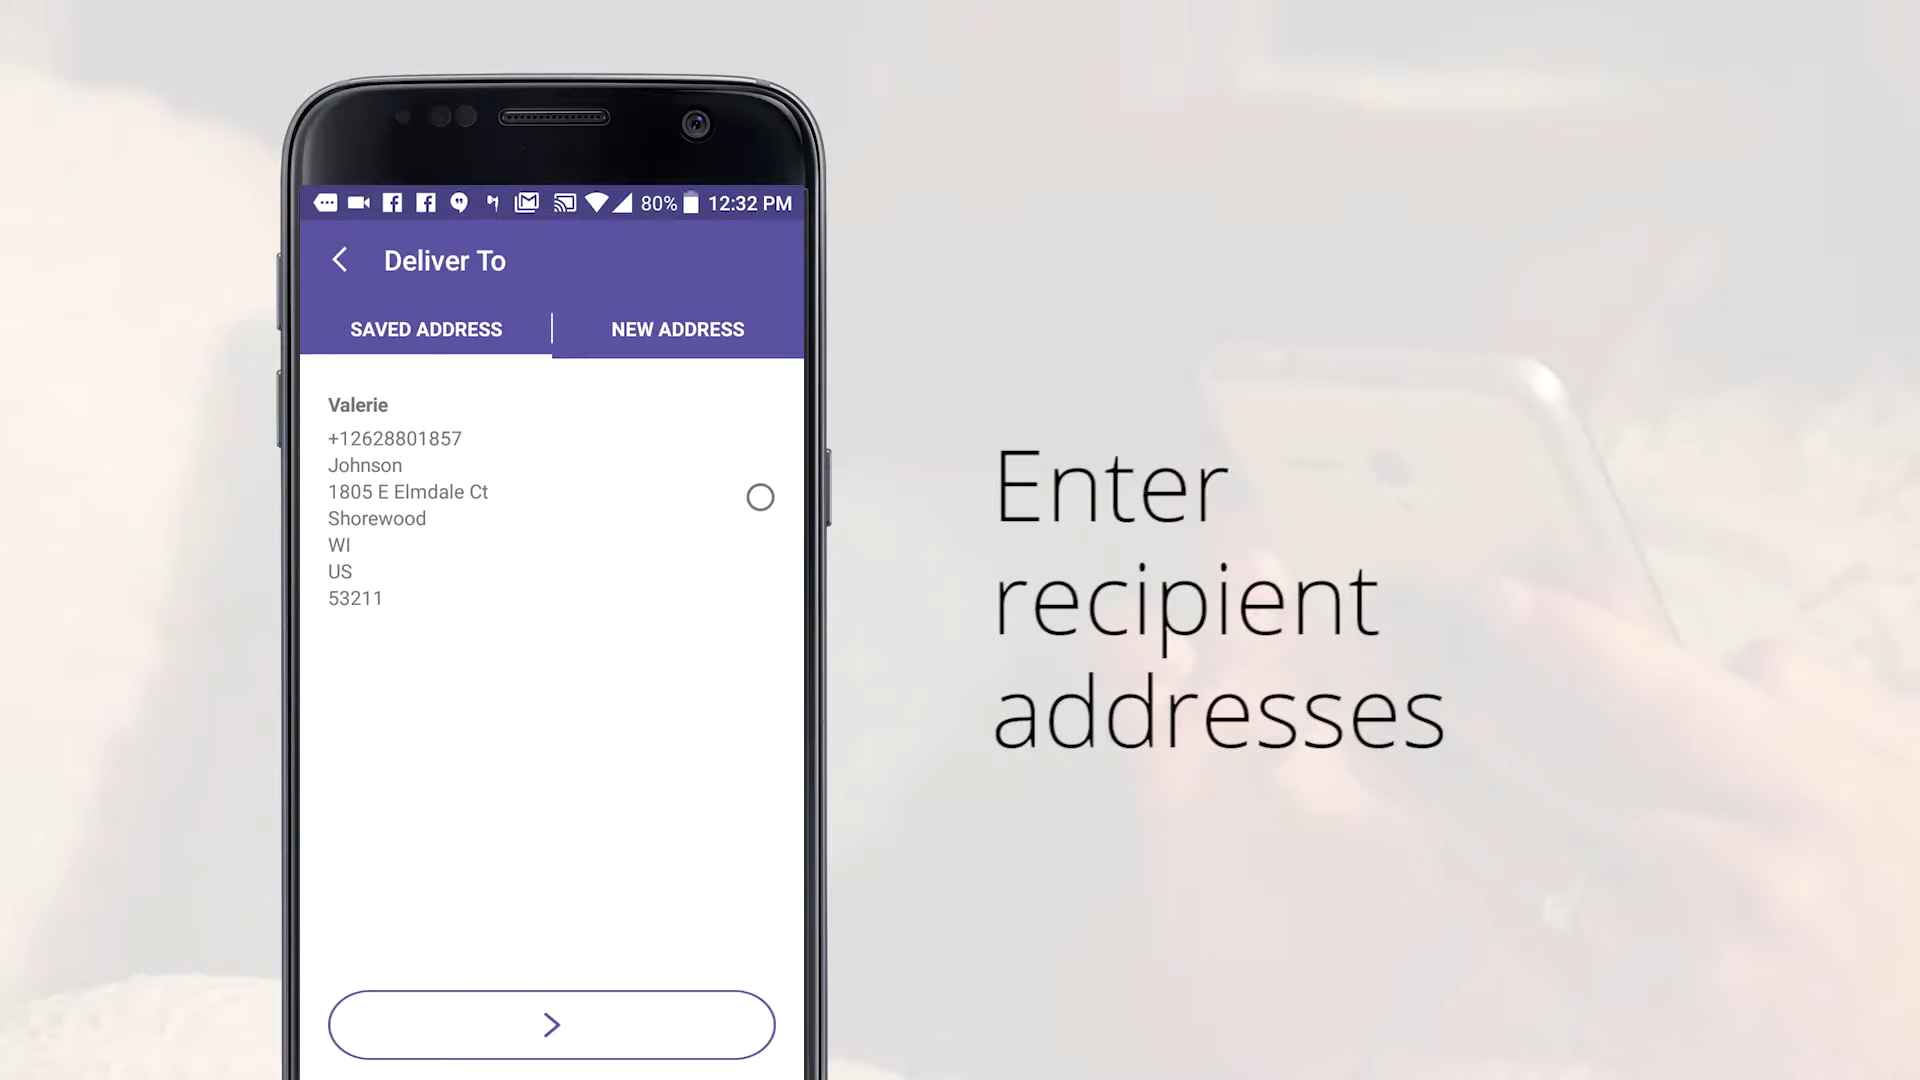 80% 12:32 PM
Deliver To
SAVED ADDRESS NEW ADDRESS
Valerie
+12628801857
Johnson
1805 E Elmdale Ct
Shorewood
WI
US
53211
Enter
recipient
addresses